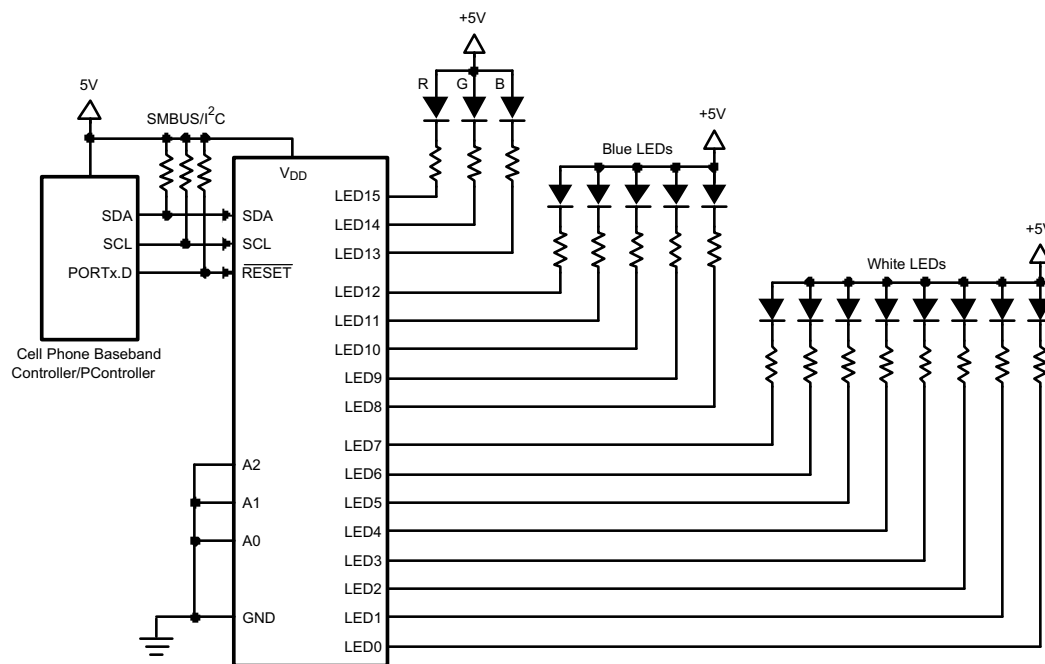 +5V
R G B
5V
SMBUS/I²C
+5V
Blue LEDs
VDD
LED15
SDA
SDA
LED14
SCL
SCL
LED13
PORTx.D
RESET
+5V
White LEDs
LED12
LED11
LED10
LED9
LED8
Cell Phone Baseband
Controller/PController
LED7
A2
LED6
A1
LED5
LED4
A0
LED3
LED2
GND
LED1
LED0